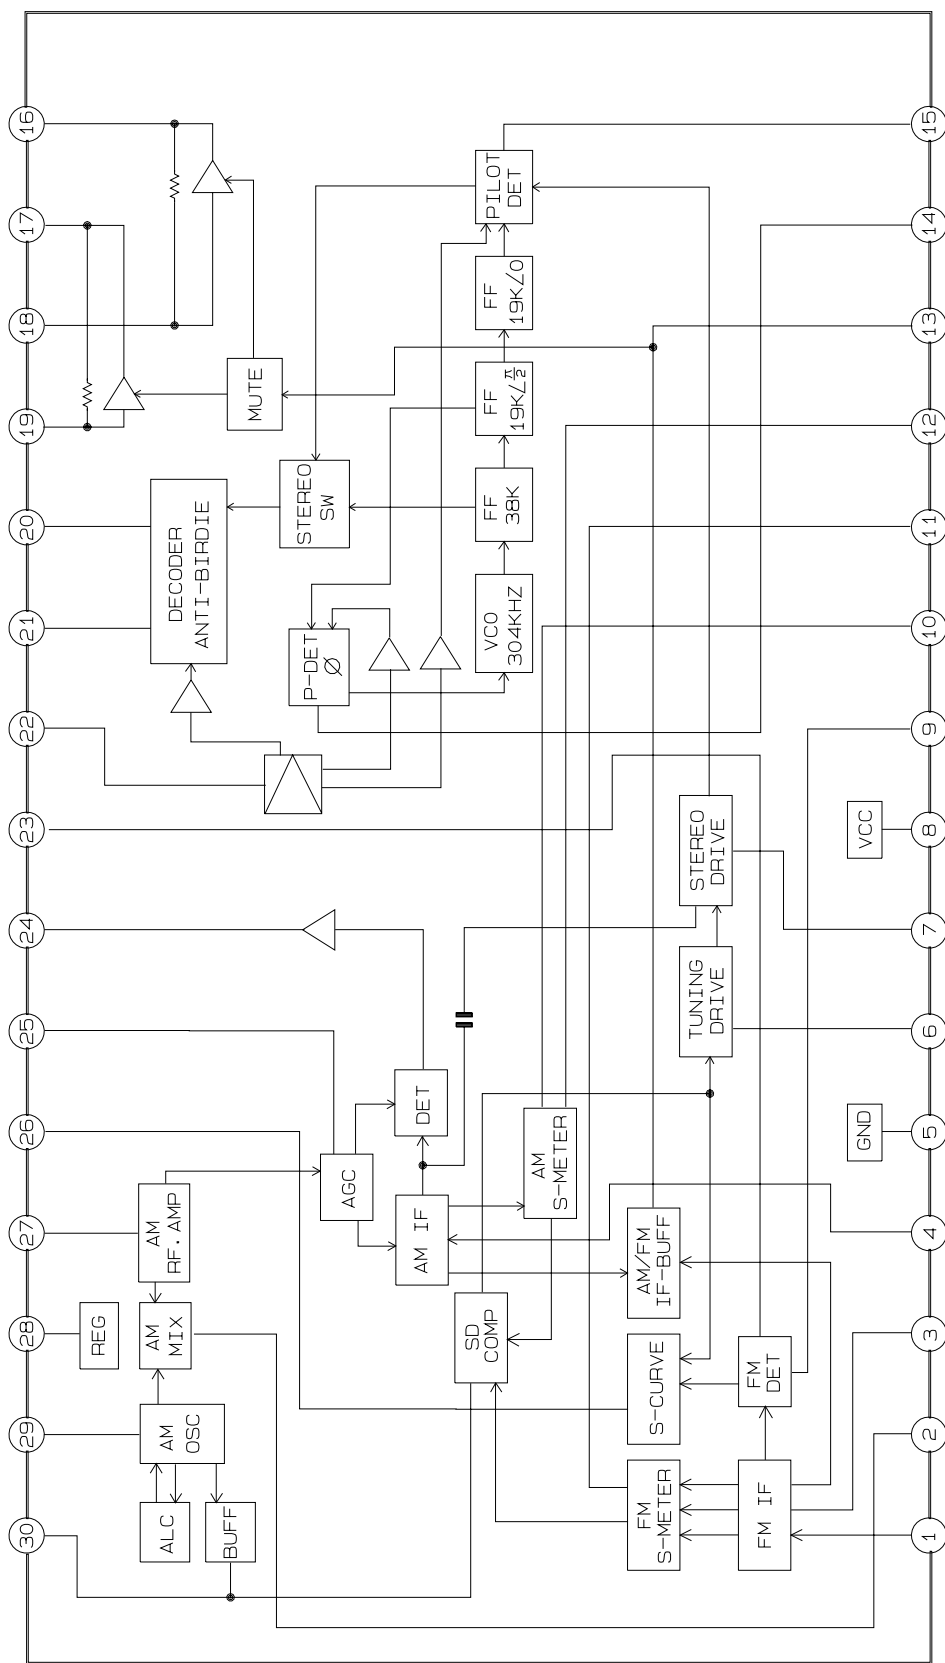 30
29
28
27
26
25
24
23
22
21
20
19
18
17
16
ALC
BUFF
AM
OSC
REG
AM
MIX
AM
RF.AMP
DECODER
ANTI-BIRDIE
MUTE
AGC
AM IF
DET
P-DET
Ø
STEREO
SW
SD
COMP
AM
S-METER
VCO
304KHZ
FF
38K
FF
19K∠π/2
FF
19K∠0
PILOT
DET
FM
S-METER
S-CURVE
AM/FM
IF-BUFF
TUNING
DRIVE
STEREO
DRIVE
FM IF
FM
DET
GND
VCC
1
2
3
4
5
6
7
8
9
10
11
12
13
14
15